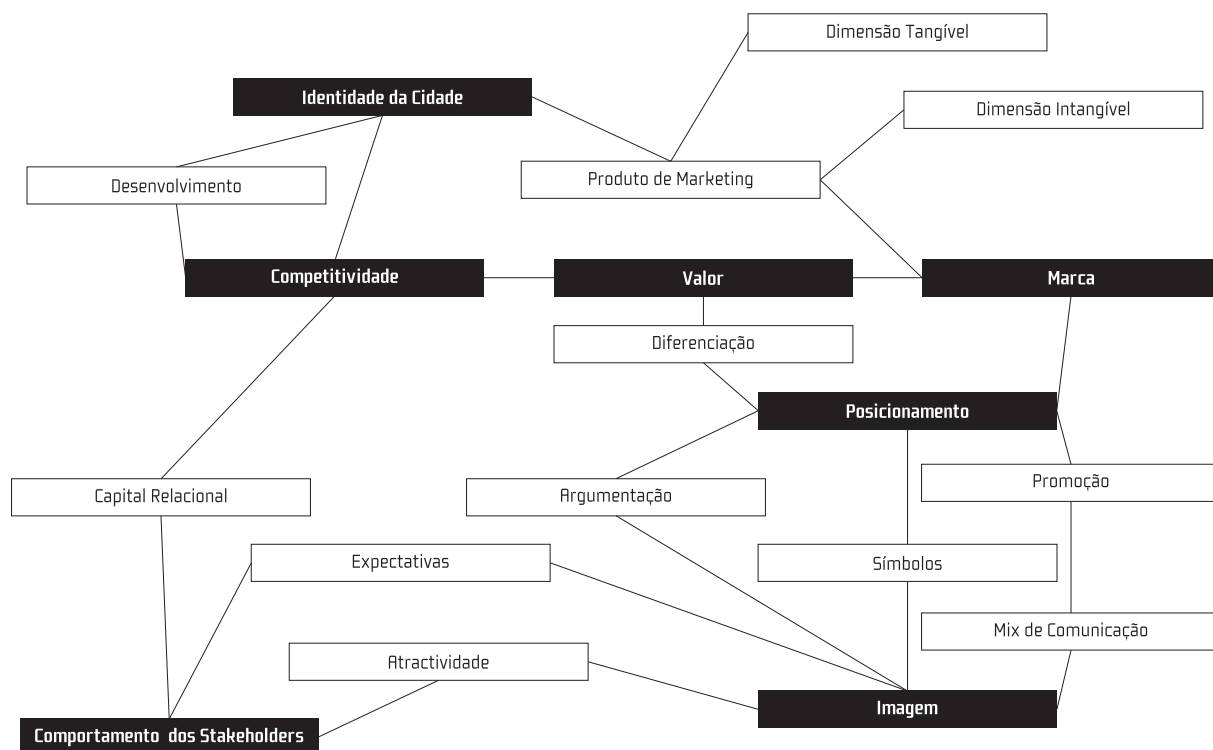 Dimensão Tangível
Identidade da Cidade
Dimensão Intangível
Desenvolvimento
Produto de Marketing
Competitividade
Valor
Marca
Diferenciação
Posicionamento
Capital Relacional
Argumentação
Promoção
Expectativas
Símbolos
Mix de Comunicação
Atractividade
Imagem
Comportamento dos Stakeholders